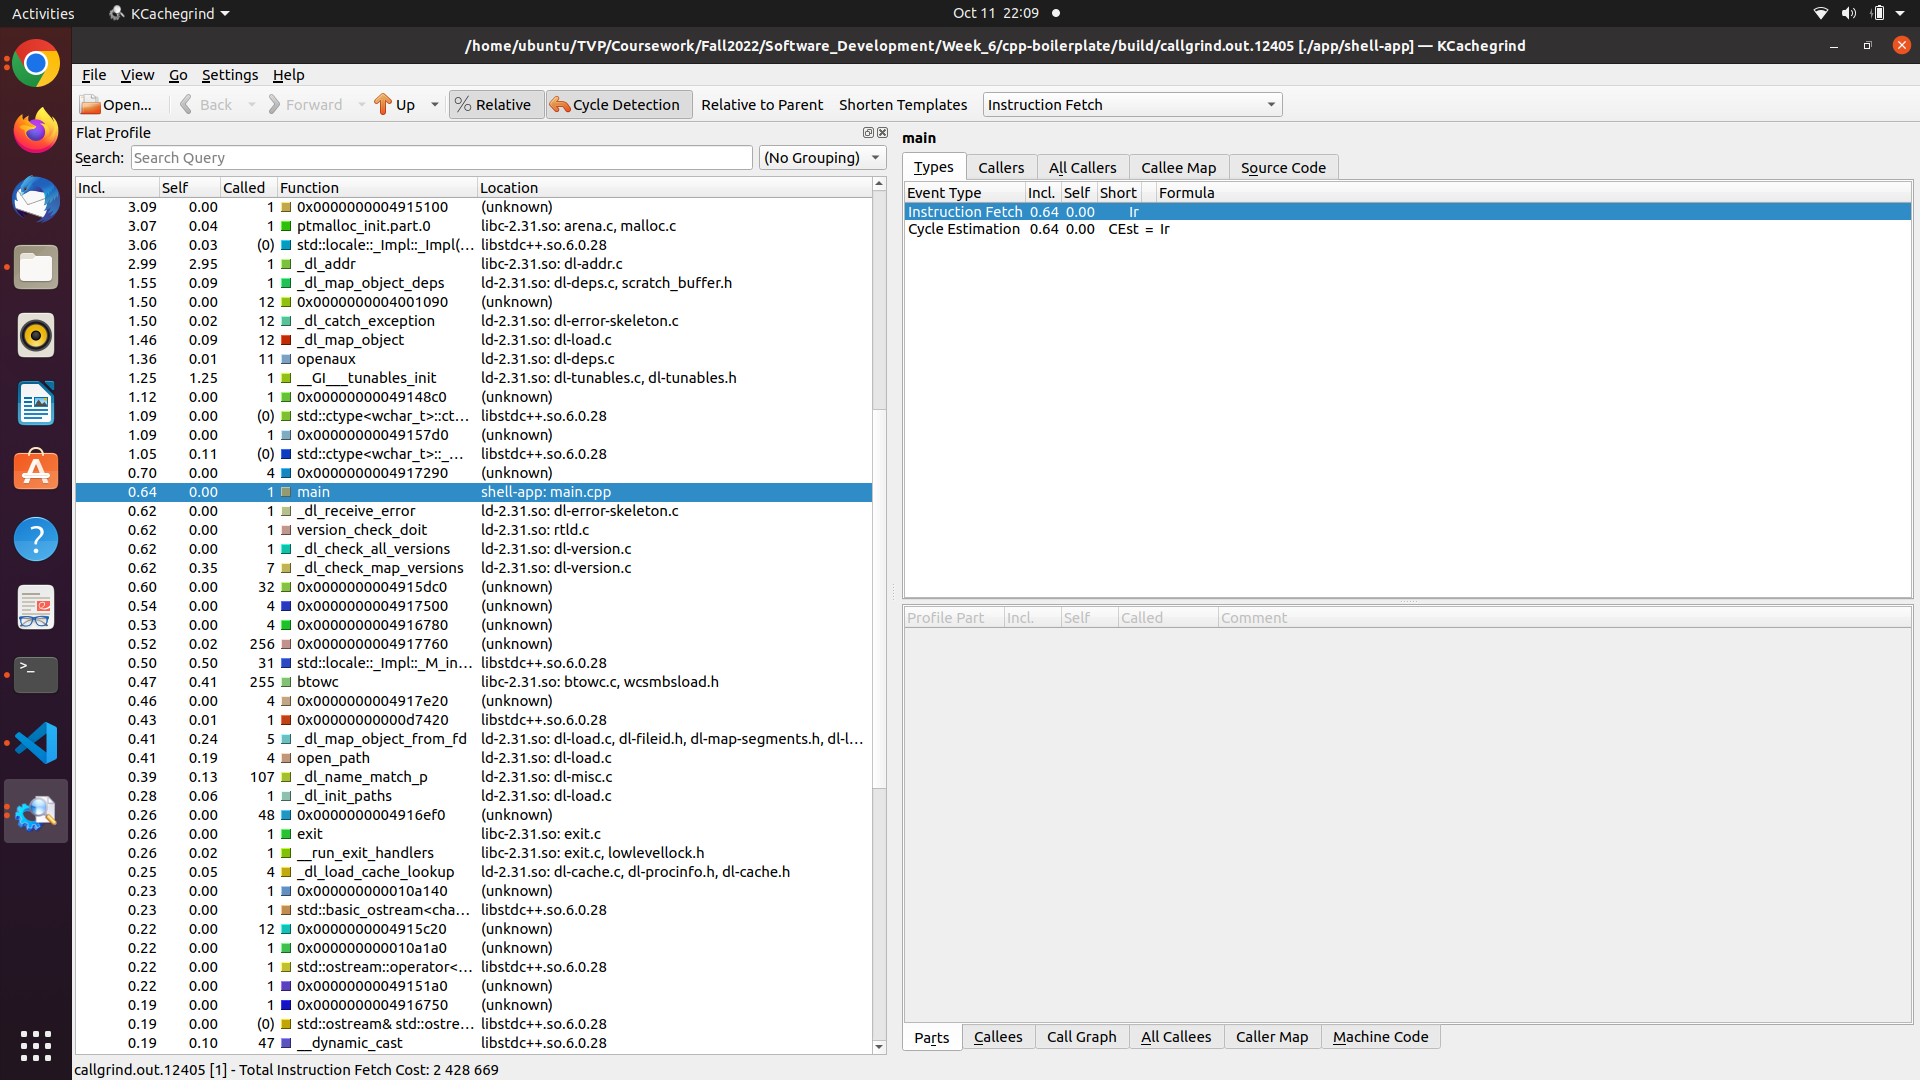 Activities KCachegrind Oct 11 22:09
/home/ubuntu/TVP/Coursework/Fall2022/Software_Development/Week_6/cpp-boilerplate/build/callgrind.out.12405 [./app/shell-app] — KCachegrind
File View Go Settings Help
Open... Back Forward Up Relative Cycle Detection Relative to Parent Shorten Templates Instruction Fetch
Flat Profile
Search: Search Query (No Grouping)
Incl. Self Called Function Location
3.09 0.00 1 0x0000000004915100 (unknown)
3.07 0.04 1 ptmalloc_init.part.0 libc-2.31.so: arena.c, malloc.c
3.06 0.03 (0) std::locale::_Impl::_Impl(... libstdc++.so.6.0.28
2.99 2.95 1 _dl_addr libc-2.31.so: dl-addr.c
1.55 0.09 1 _dl_map_object_deps ld-2.31.so: dl-deps.c, scratch_buffer.h
1.50 0.00 12 0x0000000004001090 (unknown)
1.50 0.02 12 _dl_catch_exception ld-2.31.so: dl-error-skeleton.c
1.46 0.09 12 _dl_map_object ld-2.31.so: dl-load.c
1.36 0.01 11 openaux ld-2.31.so: dl-deps.c
1.25 1.25 1 __GI___tunables_init ld-2.31.so: dl-tunables.c, dl-tunables.h
1.12 0.00 1 0x00000000049148c0 (unknown)
1.09 0.00 (0) std::ctype<wchar_t>::ct... libstdc++.so.6.0.28
1.09 0.00 1 0x00000000049157d0 (unknown)
1.05 0.11 (0) std::ctype<wchar_t>::_... libstdc++.so.6.0.28
0.70 0.00 4 0x0000000004917290 (unknown)
0.64 0.00 1 main shell-app: main.cpp
0.62 0.00 1 _dl_receive_error ld-2.31.so: dl-error-skeleton.c
0.62 0.00 1 version_check_doit ld-2.31.so: rtld.c
0.62 0.00 1 _dl_check_all_versions ld-2.31.so: dl-version.c
0.62 0.35 7 _dl_check_map_versions ld-2.31.so: dl-version.c
0.60 0.00 32 0x0000000004915dc0 (unknown)
0.54 0.00 4 0x0000000004917500 (unknown)
0.53 0.00 4 0x0000000004916780 (unknown)
0.52 0.02 256 0x0000000004917760 (unknown)
0.50 0.50 31 std::locale::_Impl::_M_in... libstdc++.so.6.0.28
0.47 0.41 255 btowc libc-2.31.so: btowc.c, wcsmbsload.h
0.46 0.00 4 0x0000000004917e20 (unknown)
0.43 0.01 1 0x00000000000d7420 libstdc++.so.6.0.28
0.41 0.24 5 _dl_map_object_from_fd ld-2.31.so: dl-load.c, dl-fileid.h, dl-map-segments.h, dl-l...
0.41 0.19 4 open_path ld-2.31.so: dl-load.c
0.39 0.13 107 _dl_name_match_p ld-2.31.so: dl-misc.c
0.28 0.06 1 _dl_init_paths ld-2.31.so: dl-load.c
0.26 0.00 48 0x0000000004916ef0 (unknown)
0.26 0.00 1 exit libc-2.31.so: exit.c
0.26 0.02 1 __run_exit_handlers libc-2.31.so: exit.c, lowlevellock.h
0.25 0.05 4 _dl_load_cache_lookup ld-2.31.so: dl-cache.c, dl-procinfo.h, dl-cache.h
0.23 0.00 1 0x000000000010a140 (unknown)
0.23 0.00 1 std::basic_ostream<cha... libstdc++.so.6.0.28
0.22 0.00 12 0x0000000004915c20 (unknown)
0.22 0.00 1 0x000000000010a1a0 (unknown)
0.22 0.00 1 std::ostream::operator<... libstdc++.so.6.0.28
0.22 0.00 1 0x00000000049151a0 (unknown)
0.19 0.00 1 0x0000000004916750 (unknown)
0.19 0.00 (0) std::ostream& std::ostre... libstdc++.so.6.0.28
0.19 0.10 47 __dynamic_cast libstdc++.so.6.0.28
callgrind.out.12405 [1] - Total Instruction Fetch Cost: 2 428 669
main
Types Callers All Callers Callee Map Source Code
Event Type Incl. Self Short Formula
Instruction Fetch 0.64 0.00 Ir
Cycle Estimation 0.64 0.00 CEst = Ir
Profile Part Incl. Self Called Comment
Parts Callees Call Graph All Callees Caller Map Machine Code